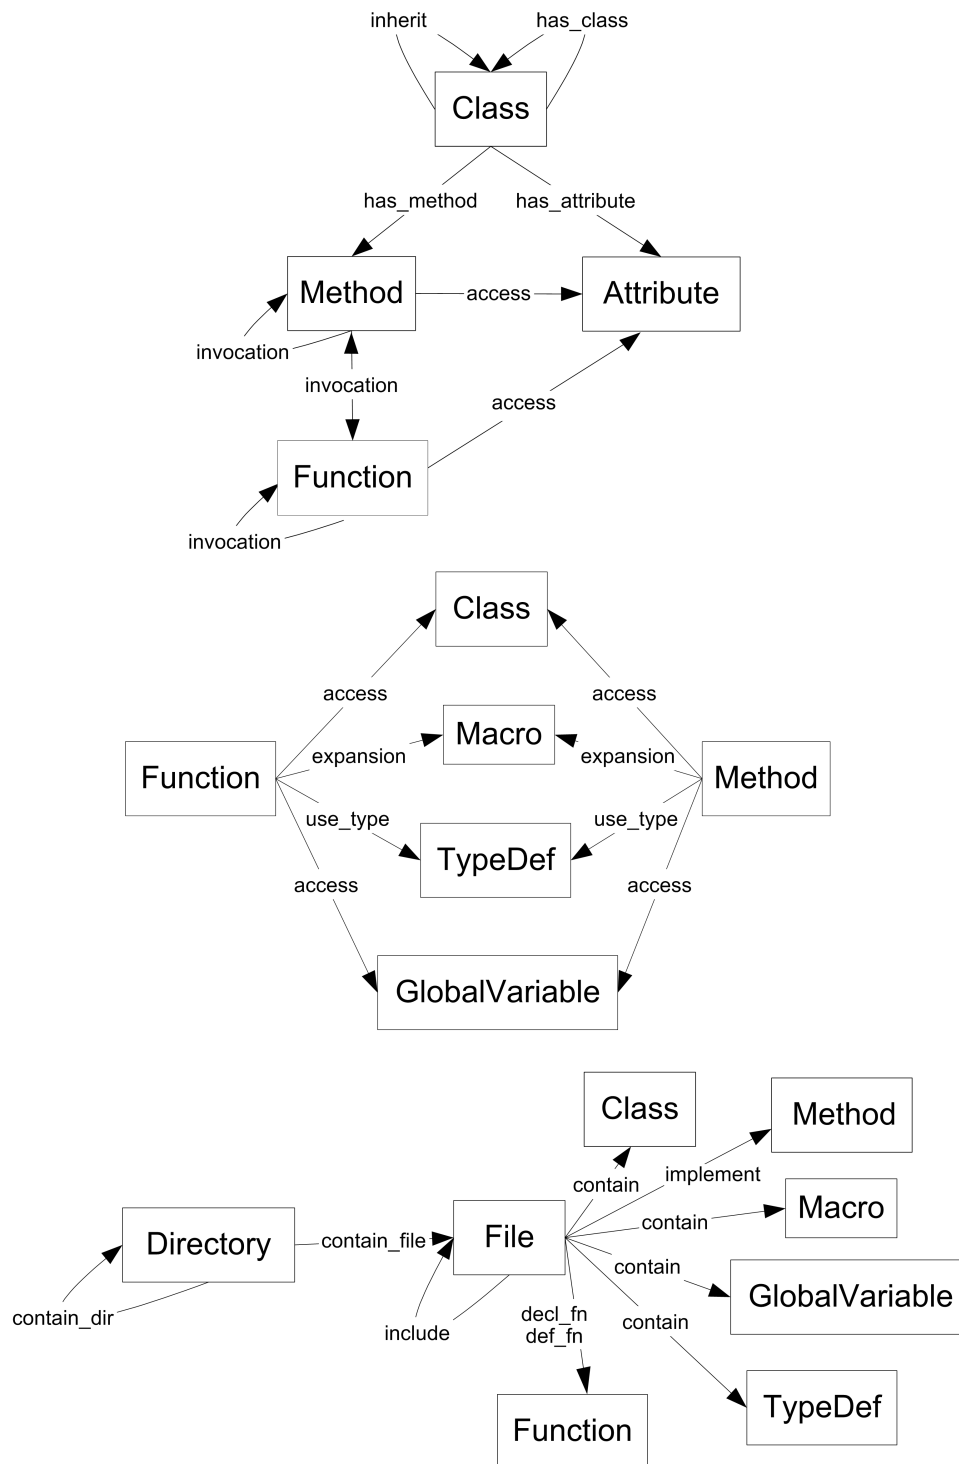 inherit
has_class
Class
has_method
has_attribute
Method
access
Attribute
invocation
invocation
access
Function
invocation
Class
access
access
Macro
expansion
expansion
Function
Method
use_type
use_type
TypeDef
access
access
GlobalVariable
Class
Method
implement
contain
Macro
contain
Directory
contain_file
File
contain
GlobalVariable
contain_dir
include
decl_fn
def_fn
contain
TypeDef
Function